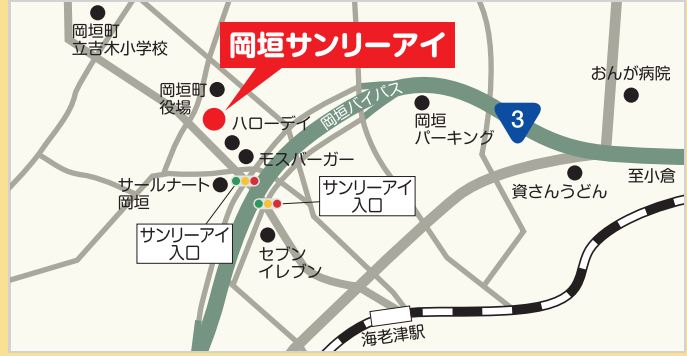 岡垣町
立吉木小学校
岡垣サンリーアイ
岡垣町
役場
ハローデイ
モスバーガー
岡垣バイパス
岡垣
パーキング
3
おんが病院
資さんうどん
至小倉
サールナート
岡垣
サンリーアイ
入口
サンリーアイ
入口
セブン
イレブン
海老津駅